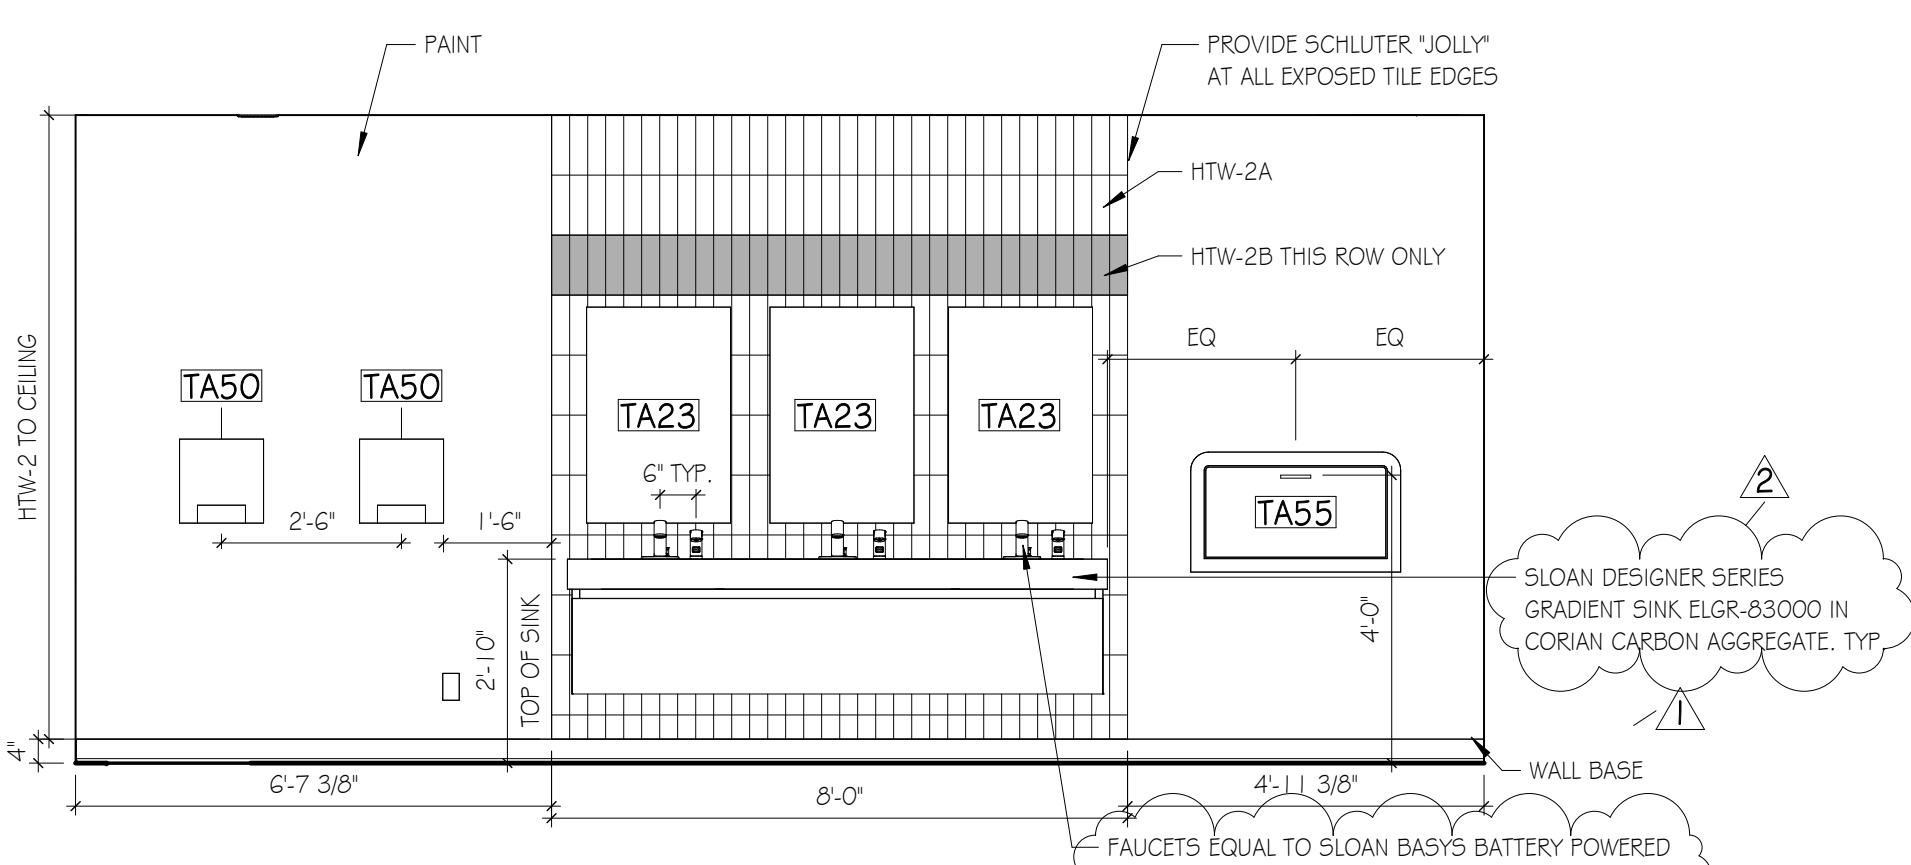 PAINT
PROVIDE SCHLUTER "JOLLY"
AT ALL EXPOSED TILE EDGES
HTW-2A
HTW-2B THIS ROW ONLY
EQ
EQ
HTW-2 TO CEILING
TA50
TA50
TA23
TA23
TA23
6" TYP.
TA55
2'-6"
1'-6"
2
SLOAN DESIGNER SERIES
GRADIENT SINK ELGR-83000 IN
CORIAN CARBON AGGREGATE. TYP
1
4'-0"
2'-10"
TOP OF SINK
4"
WALL BASE
6'-7 3/8"
8'-0"
4'-11 3/8"
FAUCETS EQUAL TO SLOAN BASYS BATTERY POWERED